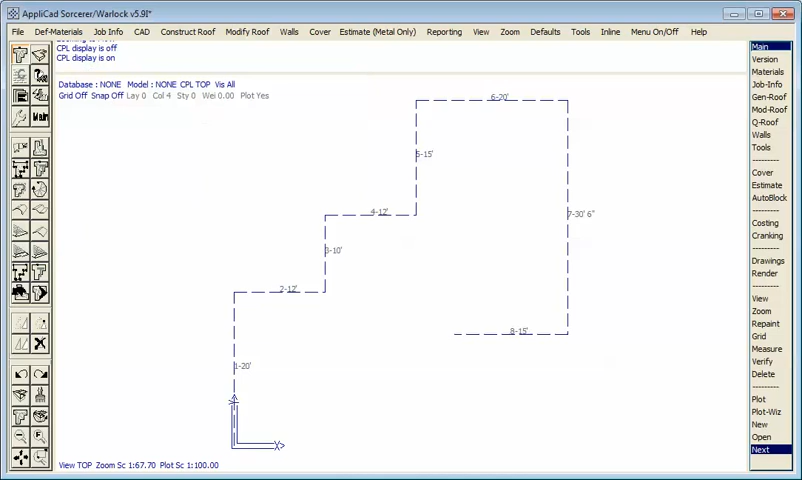 AppliCad Sorcerer/Warlock v5.9I*
File Def-Materials Job-Info CAD Construct Roof Modify Roof Walls Cover Estimate (Metal Only) Reporting View Zoom Defaults Tools Inline Menu On/Off Help
CPL display is off
CPL display is on
Database : NONE Model : NONE CPL TOP Vis All
Grid Off Snap Off Lay 0 Col 4 Sty 0 Wei 0.00 Plot Yes
6-20'
5-15'
4-12'
7-30' 6"
3-10'
2-12'
8-15'
1-20'
X
View TOP Zoom Sc 1:67.70 Plot Sc 1:100.00
Main
Main
Version
Materials
Job-Info
Gen-Roof
Mod-Roof
Q-Roof
Walls
Tools
---------
Cover
Estimate
AutoBlock
---------
Costing
Cranking
---------
Drawings
Render
---------
View
Zoom
Repaint
Grid
Measure
Verify
Delete
---------
Plot
Plot-Wiz
New
Open
Next